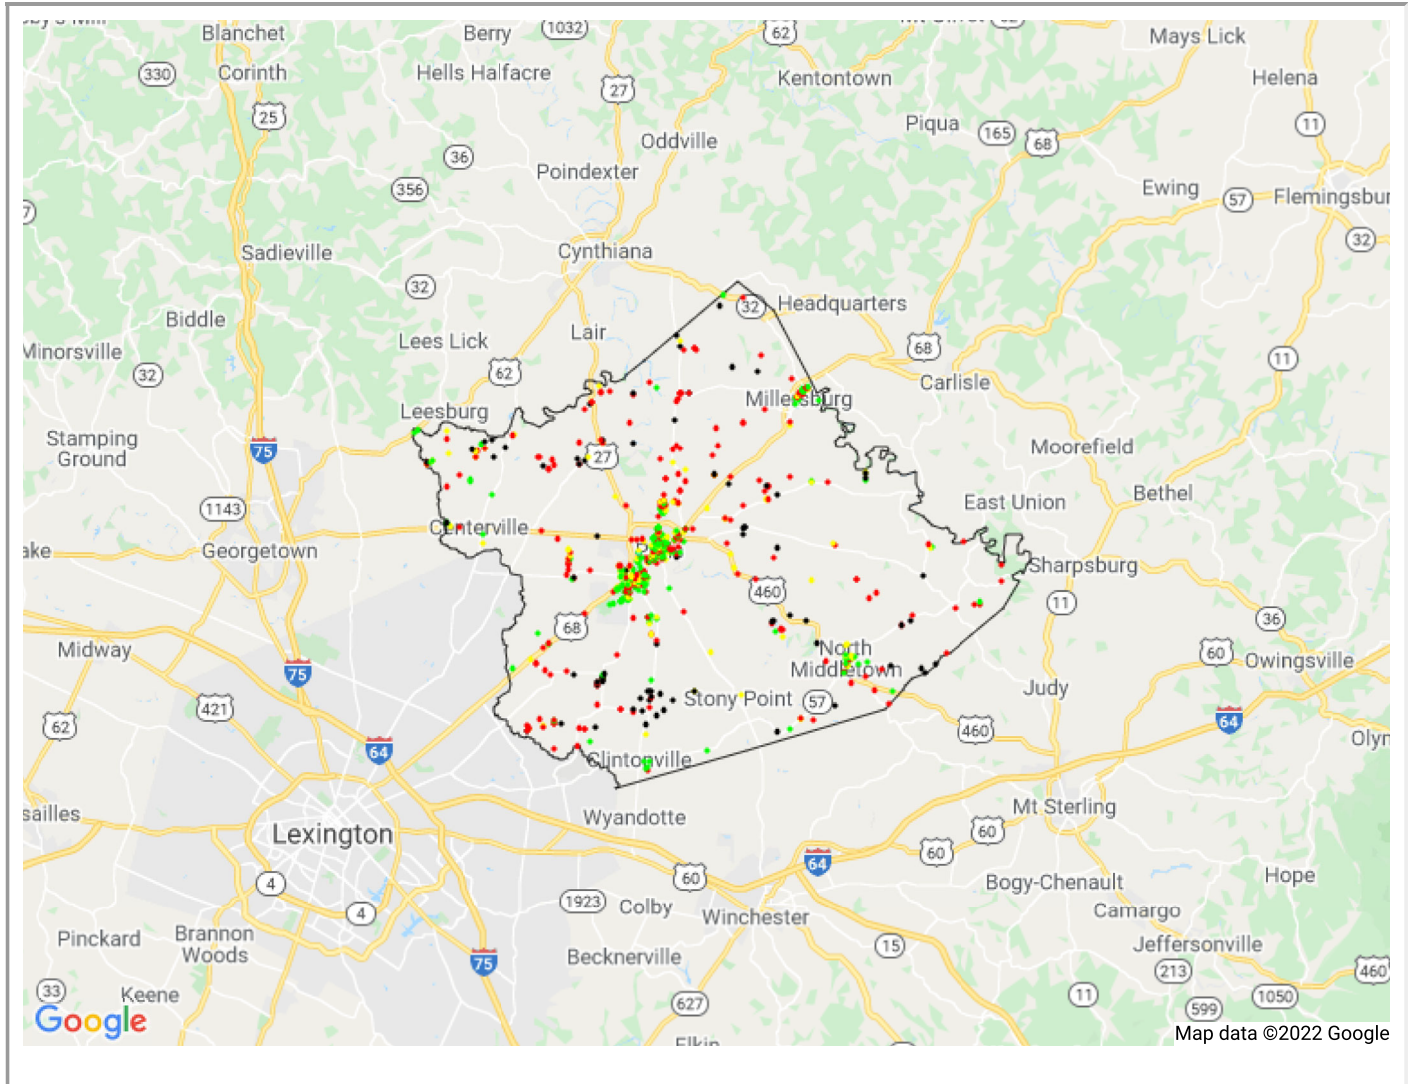 Blanchet
Berry
1032
62
Mays Lick
330
Corinth
Hells Halfacre
27
Kentontown
Helena
25
Piqua
165
68
11
36
Oddville
356
Poindexter
Ewing
57
Flemingsbur
32
Sadieville
Cynthiana
32
Biddle
32
Headquarters
Minorsville
32
Lees Lick
Lair
62
68
11
Carlisle
Leesburg
Millersburg
Stamping
Ground
75
27
Moorefield
1143
Centerville
East Union
Bethel
ake
Georgetown
Sharpsburg
460
11
36
68
Midway
North
Middletown
60
Owingsville
75
421
Stony Point
57
Judy
62
64
460
64
Olyn
Clintonville
sailles
Lexington
Wyandotte
Mt Sterling
60
60
64
4
60
4
1923
Colby
Winchester
Bogy-Chenault
Hope
Camargo
Pinckard
Brannon
Woods
75
Becknerville
15
Jeffersonville
213
460
33
Keene
627
11
599
1050
Google
Elkin
Map data ©2022 Google